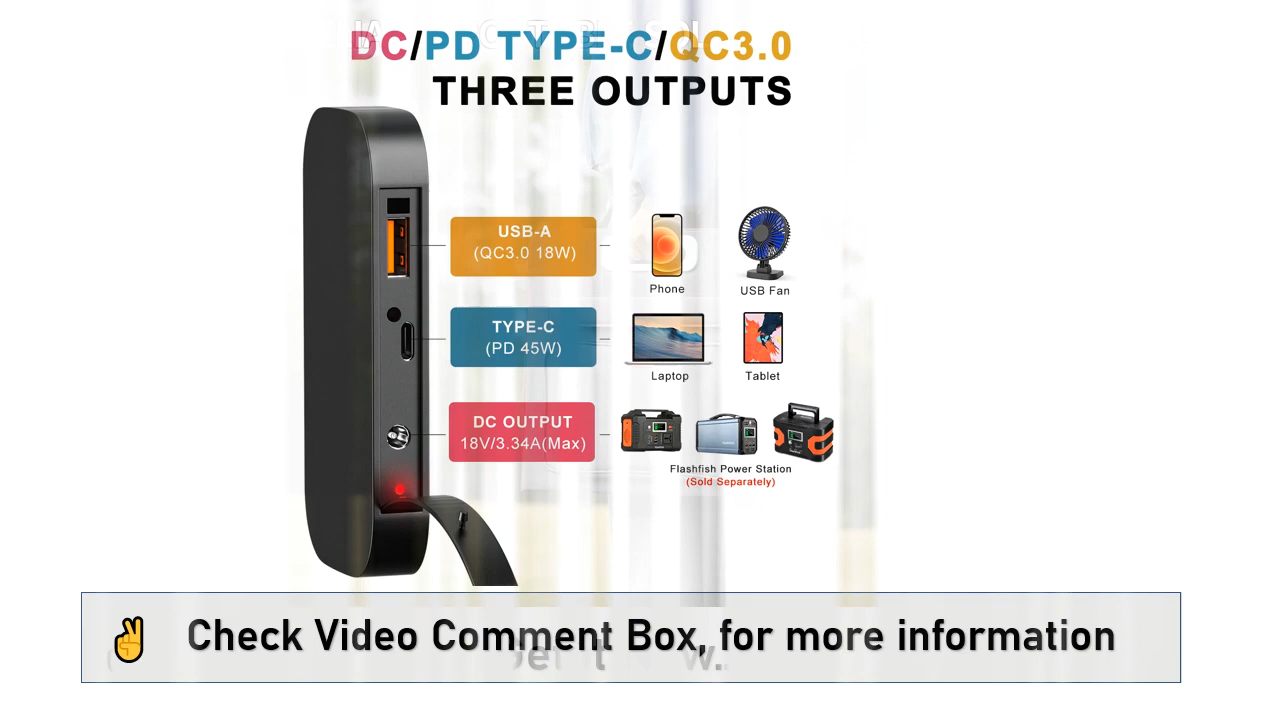 DC/PD TYPE-C/QC3.0
THREE OUTPUTS
USB-A
(QC3.0 18W)
Phone
USB Fan
TYPE-C
(PD 45W)
Laptop
Tablet
DC OUTPUT
18V/3.34A(Max)
Flashfish Power Station
(Sold Separately)
Check Video Comment Box, for more information